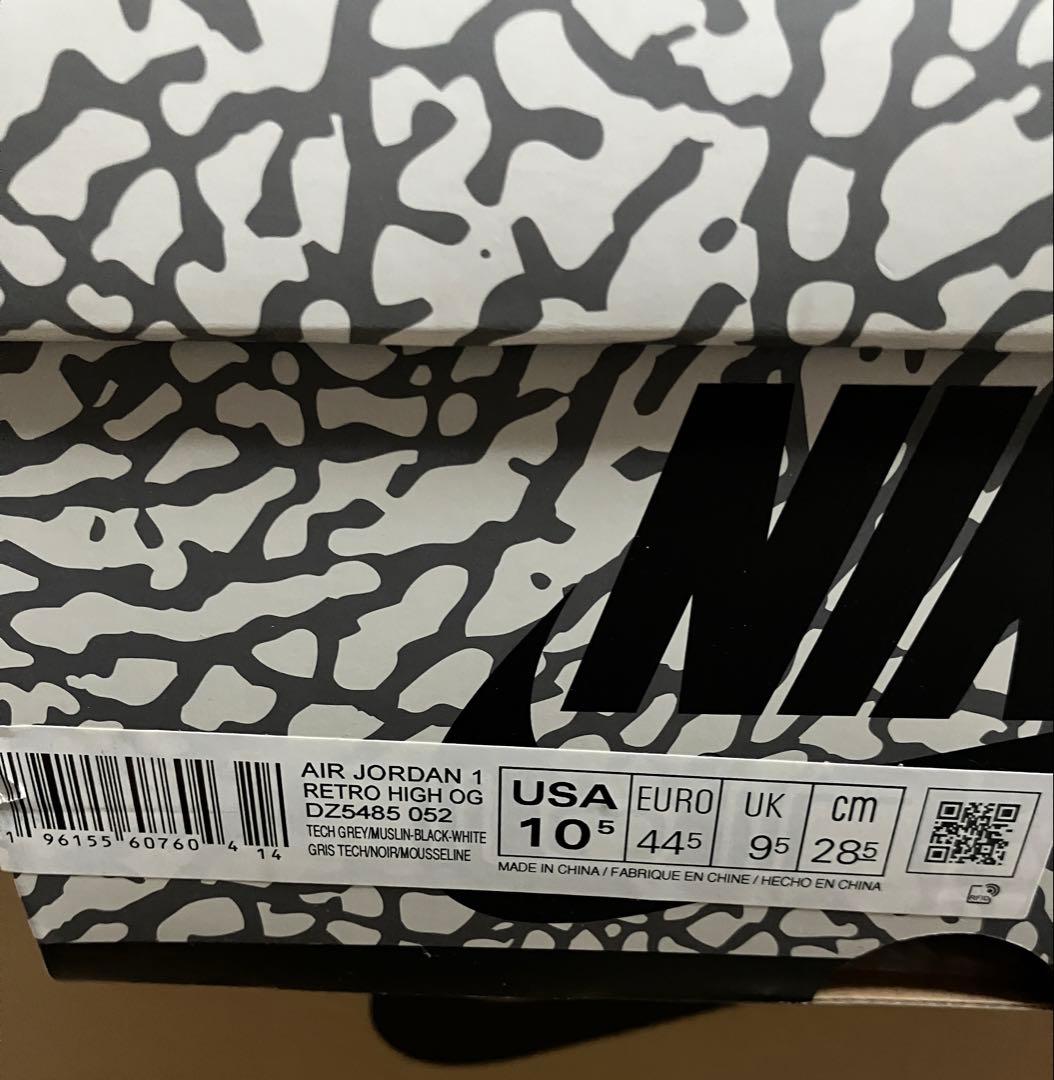 NIK
AIR JORDAN 1
RETRO HIGH OG
DZ5485 052
TECH GREY/MUSLIN-BLACK-WHITE
GRIS TECH/NOIR/MOUSSELINE
1 96155 60760 4 14
USA EURO UK cm
10⁵ 44⁵ 9⁵ 28⁵
MADE IN CHINA / FABRIQUE EN CHINE / HECHO EN CHINA
RFID